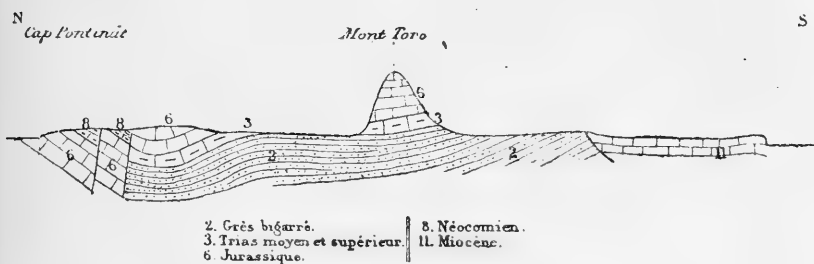 N S
Cap Pontinat Mont Toro
8 8 6 3 6 3
6 6 2 2 11
2. Grès bigarré. 8. Néocomien.
3. Trias moyen et supérieur. 11. Miocène.
6. Jurassique.